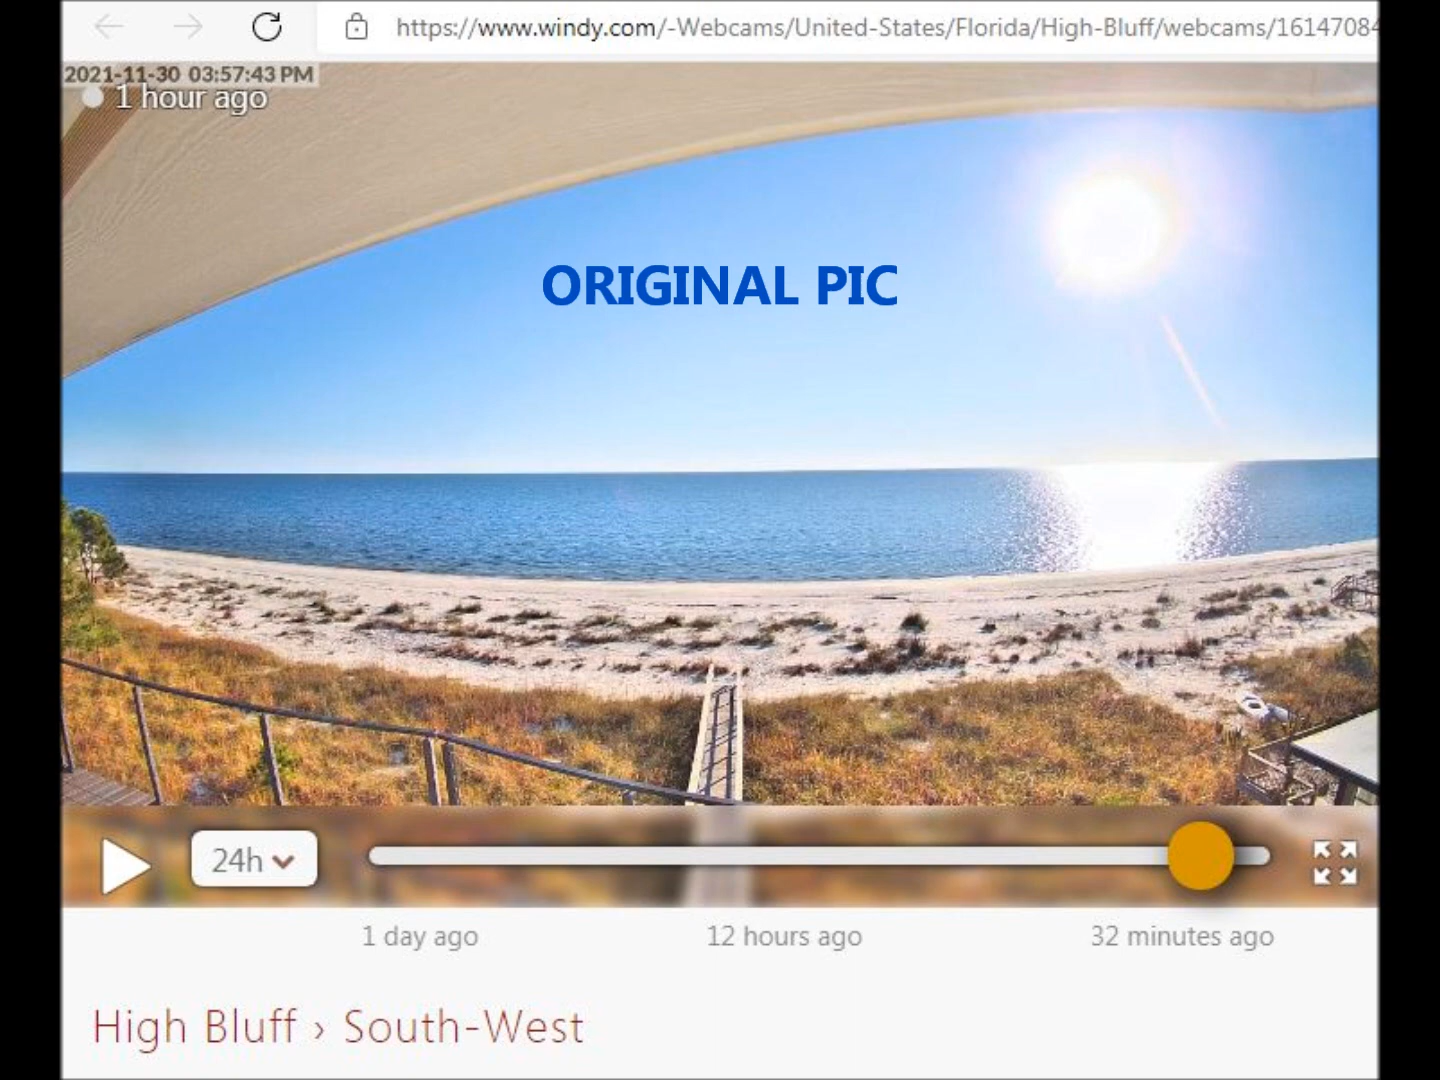 https://www.windy.com/-Webcams/United-States/Florida/High-Bluff/webcams/16147084
2021-11-30 03:57:43 PM
1 hour ago
ORIGINAL PIC
24h
1 day ago 12 hours ago 32 minutes ago
High Bluff › South-West